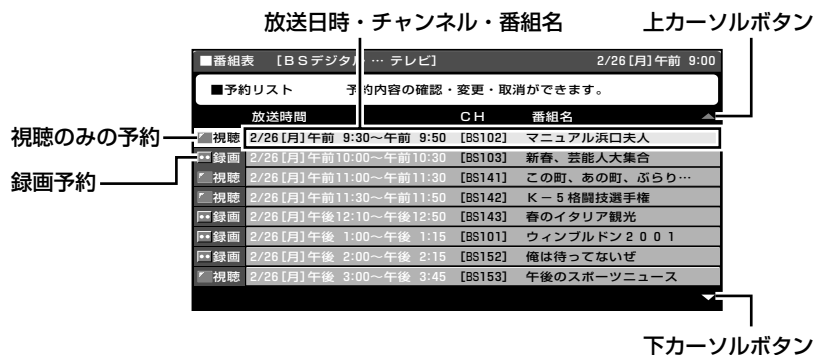 放送日時・チャンネル・番組名
上カーソルボタン
■番組表 [BSデジタル … テレビ] 2/26[月]午前 9:00
■予約リスト 予約内容の確認・変更・取消ができます。
放送時間 CH 番組名
視聴のみの予約
視聴 2/26[月]午前 9:30～午前 9:50 [BS102] マニュアル浜口夫人
録画 2/26[月]午前10:00～午前10:30 [BS103] 新春、芸能人大集合
録画予約
視聴 2/26[月]午前11:00～午前11:30 [BS141] この町、あの町、ぶらり…
視聴 2/26[月]午前11:30～午前11:50 [BS142] K－5格闘技選手権
録画 2/26[月]午後12:10～午後12:50 [BS143] 春のイタリア観光
録画 2/26[月]午後 1:00～午後 1:15 [BS101] ウィンブルドン2001
録画 2/26[月]午後 2:00～午後 2:15 [BS152] 俺は待ってないぜ
視聴 2/26[月]午後 3:00～午後 3:45 [BS153] 午後のスポーツニュース
下カーソルボタン